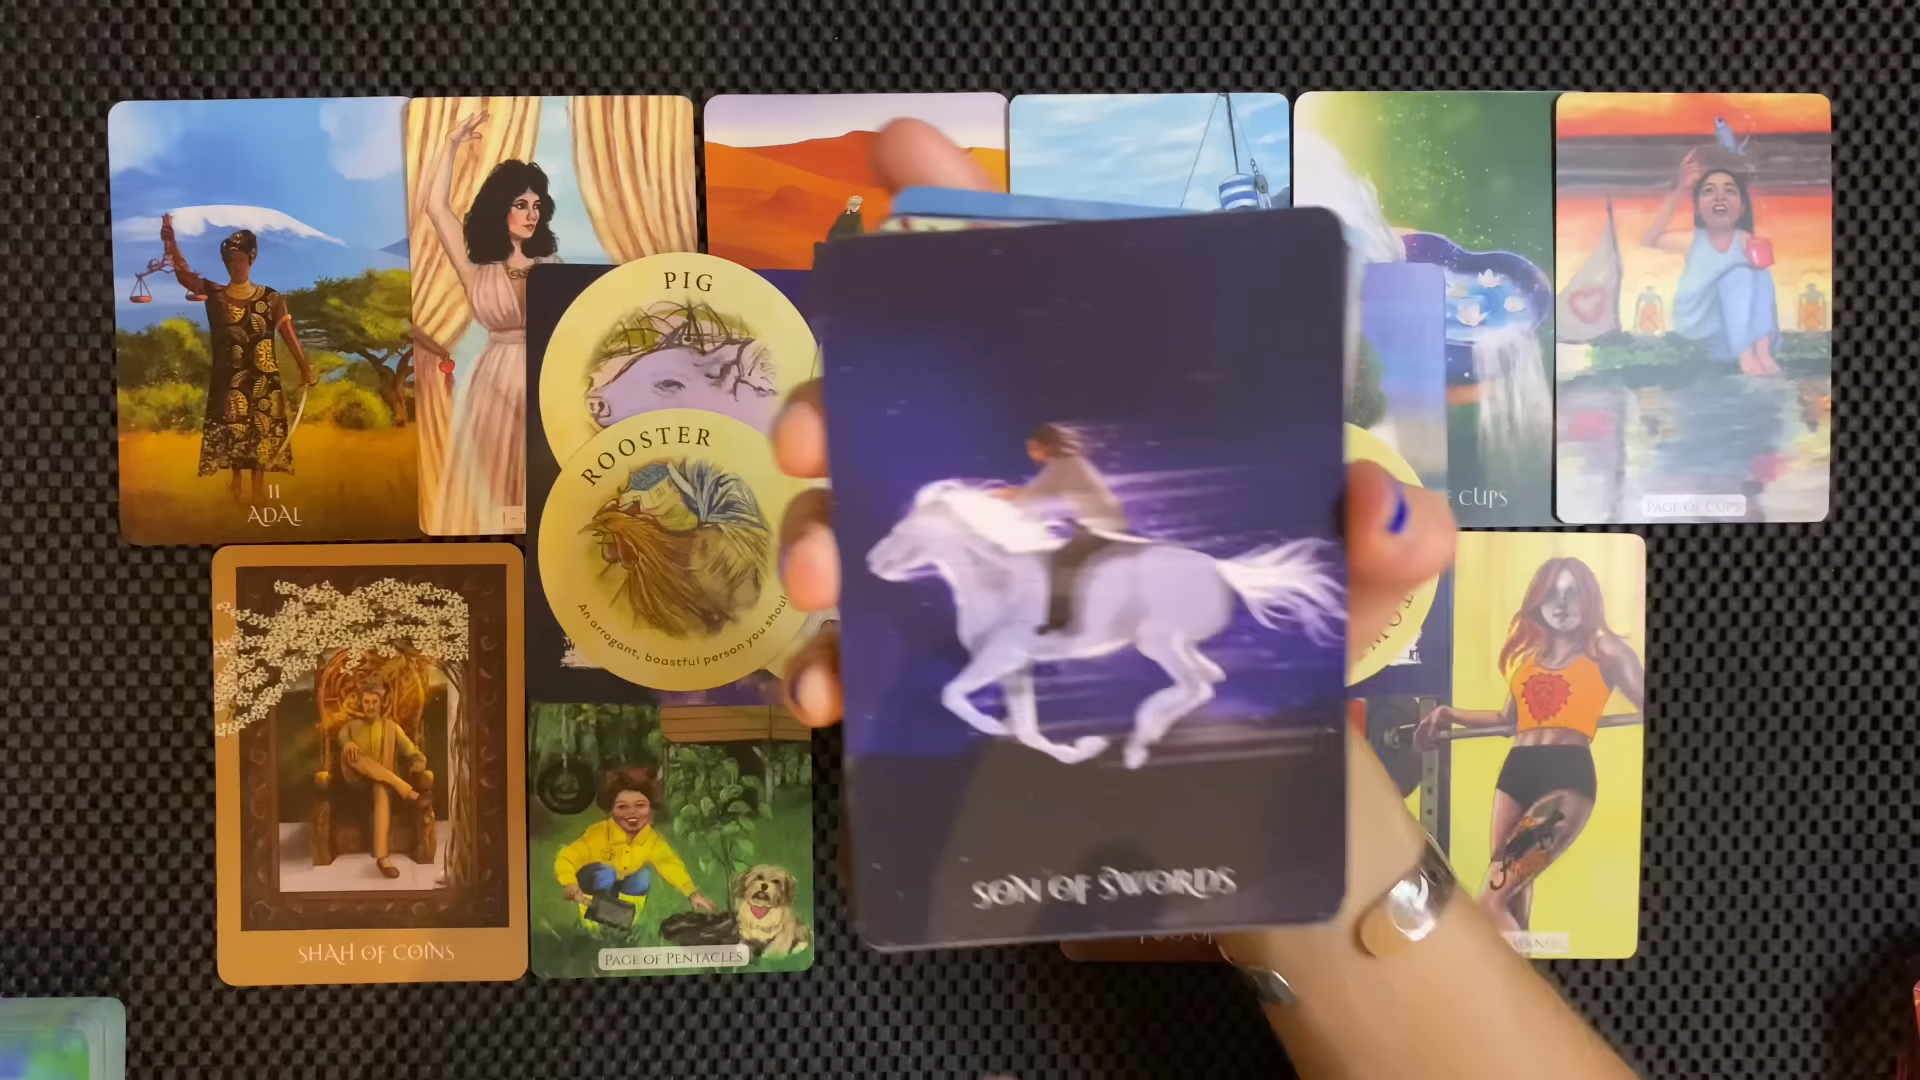 11
ADAL
PIG
ROOSTER
An arrogant, boastful person you shoul
SON OF SWORDS
F CUPS
PAGE OF CUPS
SHAH OF COINS
PAGE OF PENTACLES